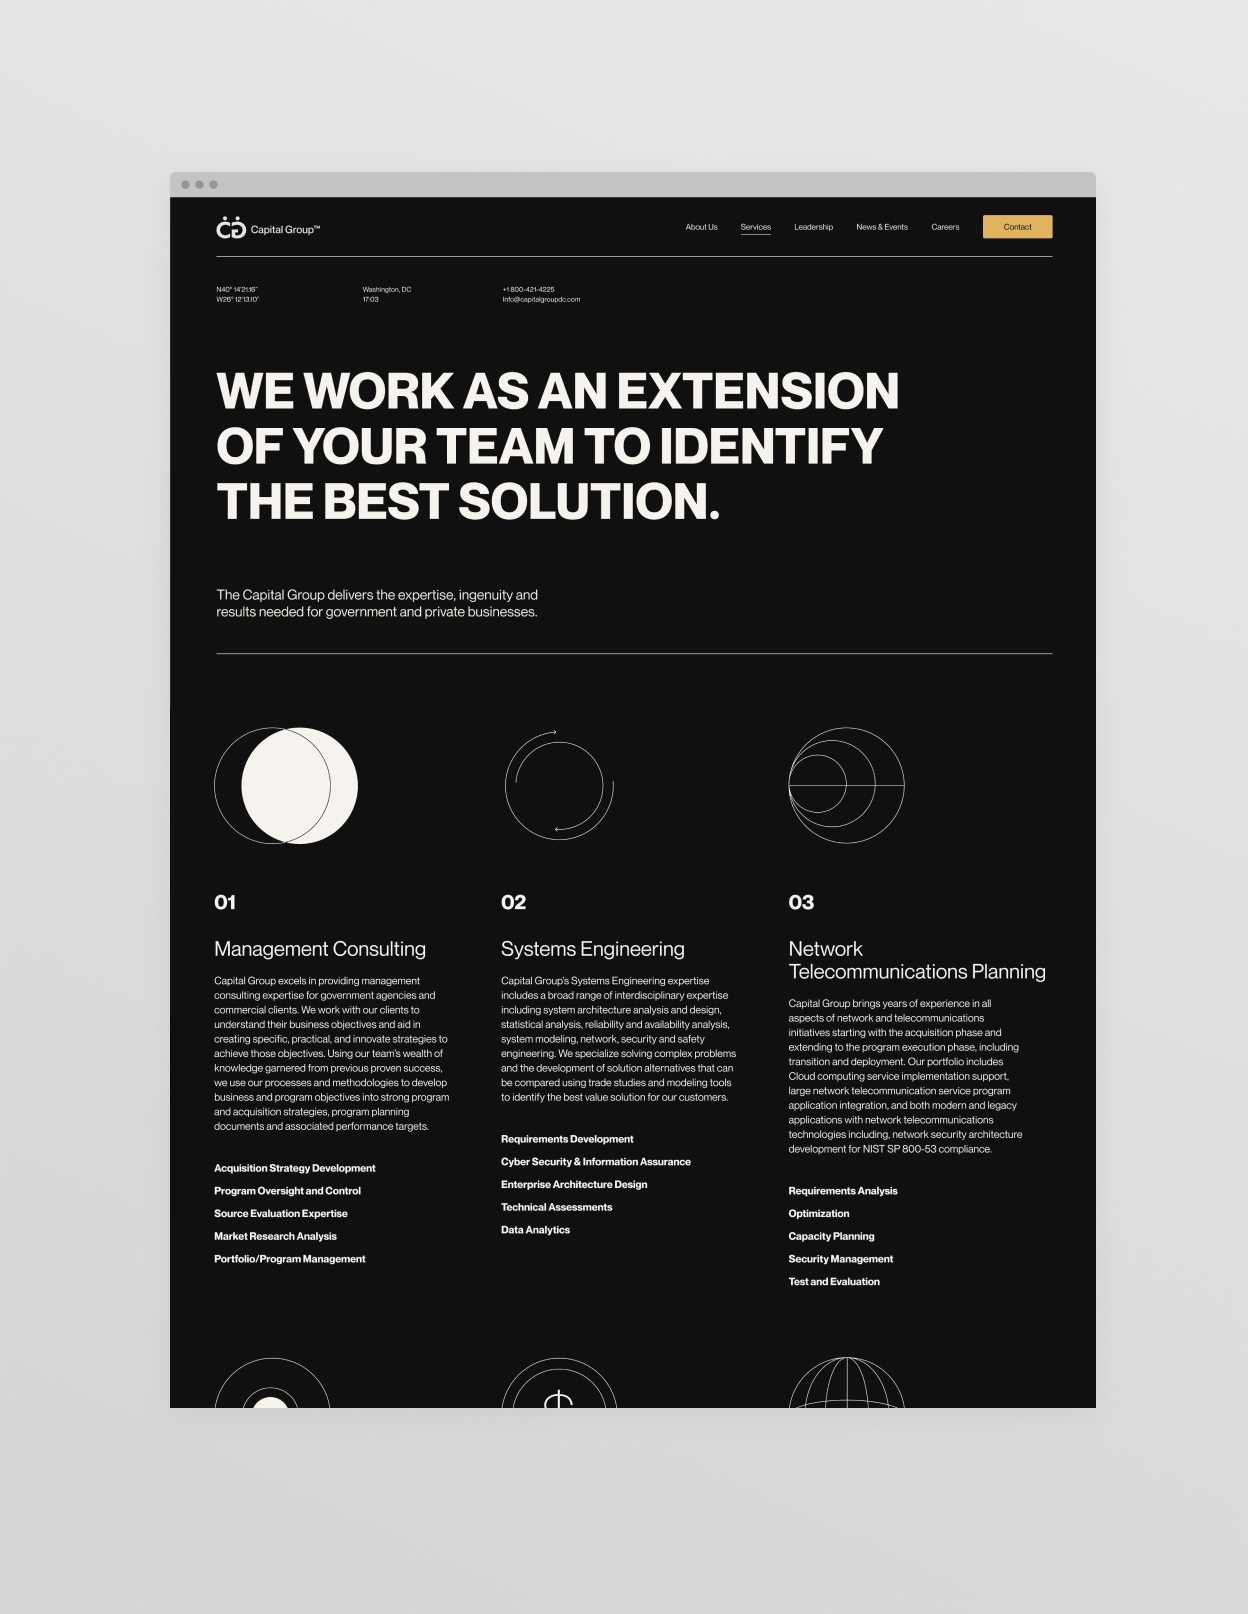 Capital Group™
About Us
Services
Leadership
News & Events
Careers
Contact
N40° 14'21.16"
W26° 12'13.10"
Washington, DC
17:03
+1 800-421-4225
Info@capitalgroupdc.com
WE WORK AS AN EXTENSION
OF YOUR TEAM TO IDENTIFY
THE BEST SOLUTION.
The Capital Group delivers the expertise, ingenuity and
results needed for government and private businesses.
01
Management Consulting
Capital Group excels in providing management
consulting expertise for government agencies and
commercial clients. We work with our clients to
understand their business objectives and aid in
creating specific, practical, and innovate strategies to
achieve those objectives. Using our team's wealth of
knowledge garnered from previous proven success,
we use our processes and methodologies to develop
business and program objectives into strong program
and acquisition strategies, program planning
documents and associated performance targets.
Acquisition Strategy Development
Program Oversight and Control
Source Evaluation Expertise
Market Research Analysis
Portfolio/Program Management
02
Systems Engineering
Capital Group's Systems Engineering expertise
includes a broad range of interdisciplinary expertise
including system architecture analysis and design,
statistical analysis, reliability and availability analysis,
system modeling, network, security and safety
engineering. We specialize solving complex problems
and the development of solution alternatives that can
be compared using trade studies and modeling tools
to identify the best value solution for our customers.
Requirements Development
Cyber Security & Information Assurance
Enterprise Architecture Design
Technical Assessments
Data Analytics
03
Network
Telecommunications Planning
Capital Group brings years of experience in all
aspects of network and telecommunications
initiatives starting with the acquisition phase and
extending to the program execution phase, including
transition and deployment. Our portfolio includes
Cloud computing service implementation support,
large network telecommunication service program
application integration, and both modern and legacy
applications with network telecommunications
technologies including, network security architecture
development for NIST SP 800-53 compliance.
Requirements Analysis
Optimization
Capacity Planning
Security Management
Test and Evaluation
$